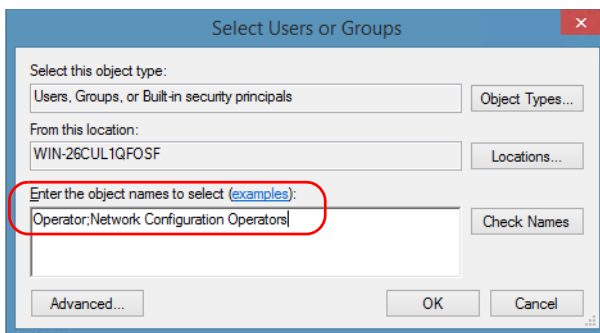 Select Users or Groups
Select this object type:
Users, Groups, or Built-in security principals
Object Types...
From this location:
WIN-26CUL1QFOSF
Locations...
Enter the object names to select (examples):
Operator;Network Configuration Operators
Check Names
Advanced...
OK
Cancel